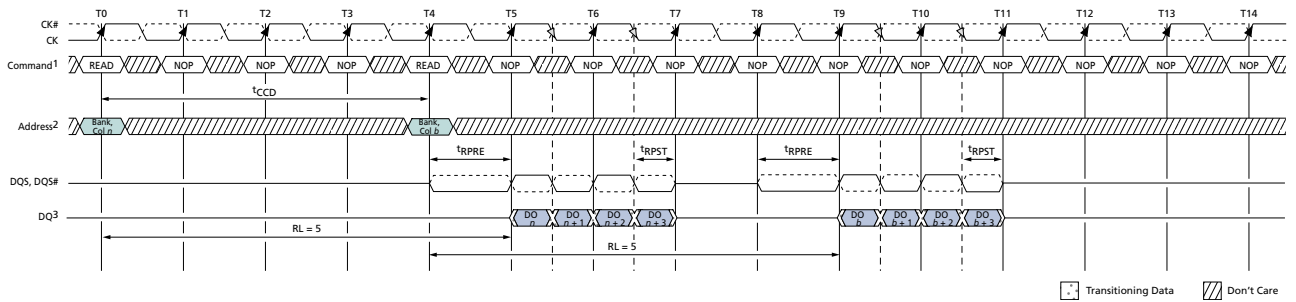 T0 T1 T2 T3 T4 T5 T6 T7 T8 T9 T10 T11 T12 T13 T14
CK#
CK
Command1 READ NOP NOP NOP READ NOP NOP NOP NOP NOP NOP NOP NOP NOP NOP
tCCD
Address2 Bank, Col n Bank, Col b
tRPRE tRPST tRPRE tRPST
DQS, DQS#
DQ3 DO n DO n + 1 DO n + 2 DO n + 3 DO b DO b + 1 DO b + 2 DO b + 3
RL = 5
RL = 5
Transitioning Data Don't Care